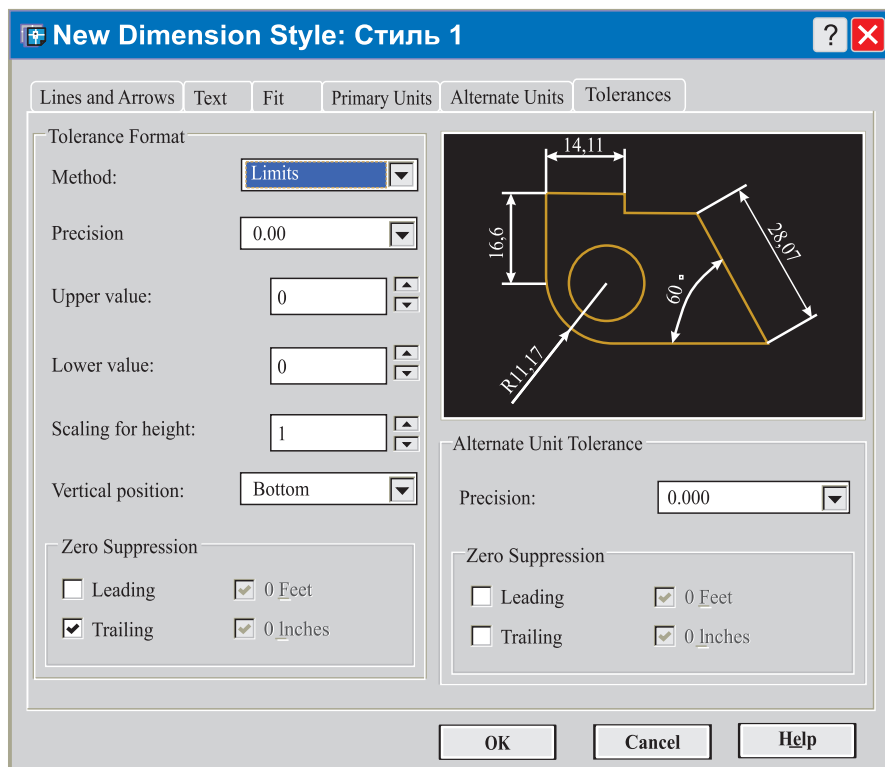 New Dimension Style: Стиль 1
?
Lines and Arrows
Text
Fit
Primary Units
Alternate Units
Tolerances
Tolerance Format
Method:
Limits
Precision
0.00
Upper value:
0
Lower value:
0
Scaling for height:
1
Vertical position:
Bottom
Zero Suppression
Leading
0 Feet
Trailing
0 Inches
14,11
16,6
28,07
60°
R11,17
Alternate Unit Tolerance
Precision:
0.000
Zero Suppression
Leading
0 Feet
Trailing
0 Inches
OK
Cancel
Help